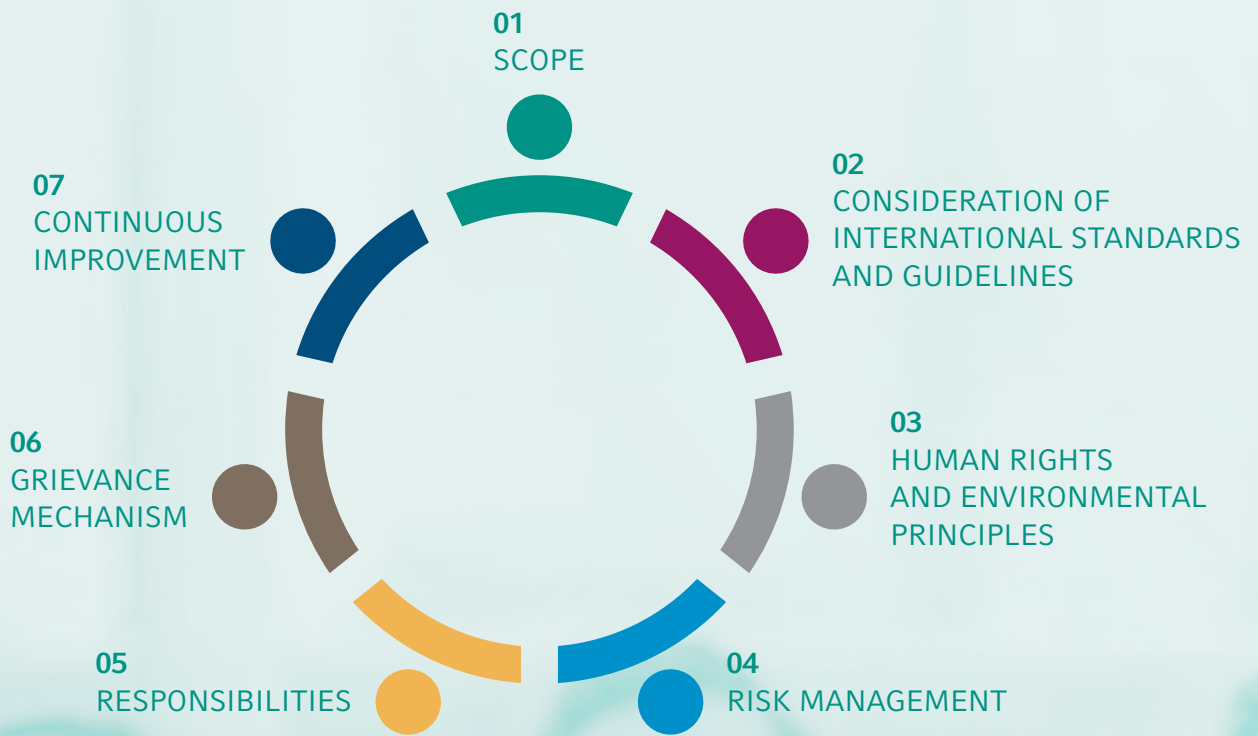 01
SCOPE
02
CONSIDERATION OF
INTERNATIONAL STANDARDS
AND GUIDELINES
03
HUMAN RIGHTS
AND ENVIRONMENTAL
PRINCIPLES
04
RISK MANAGEMENT
05
RESPONSIBILITIES
06
GRIEVANCE
MECHANISM
07
CONTINUOUS
IMPROVEMENT